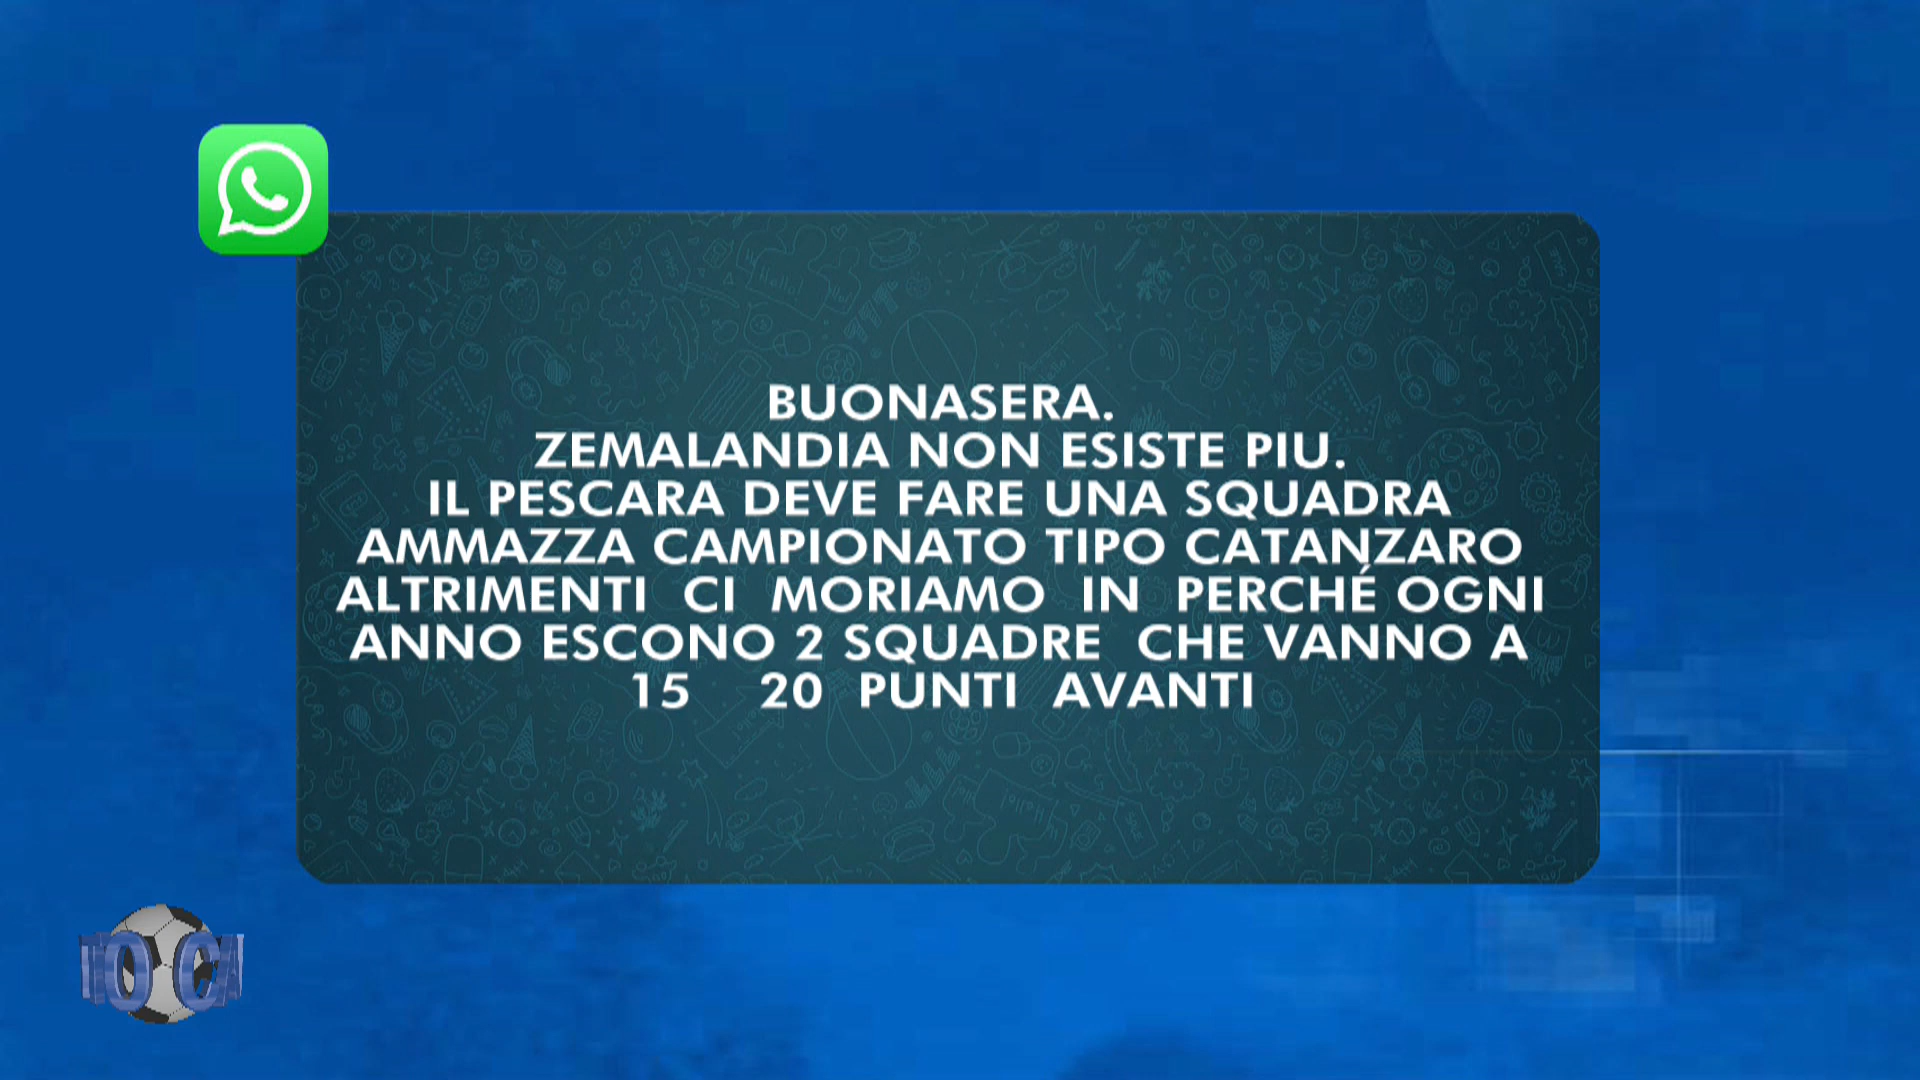 BUONASERA.
ZEMALANDIA NON ESISTE PIU.
IL PESCARA DEVE FARE UNA SQUADRA
AMMAZZA CAMPIONATO TIPO CATANZARO
ALTRIMENTI CI MORIAMO IN PERCHÉ OGNI
ANNO ESCONO 2 SQUADRE CHE VANNO A
15 20 PUNTI AVANTI